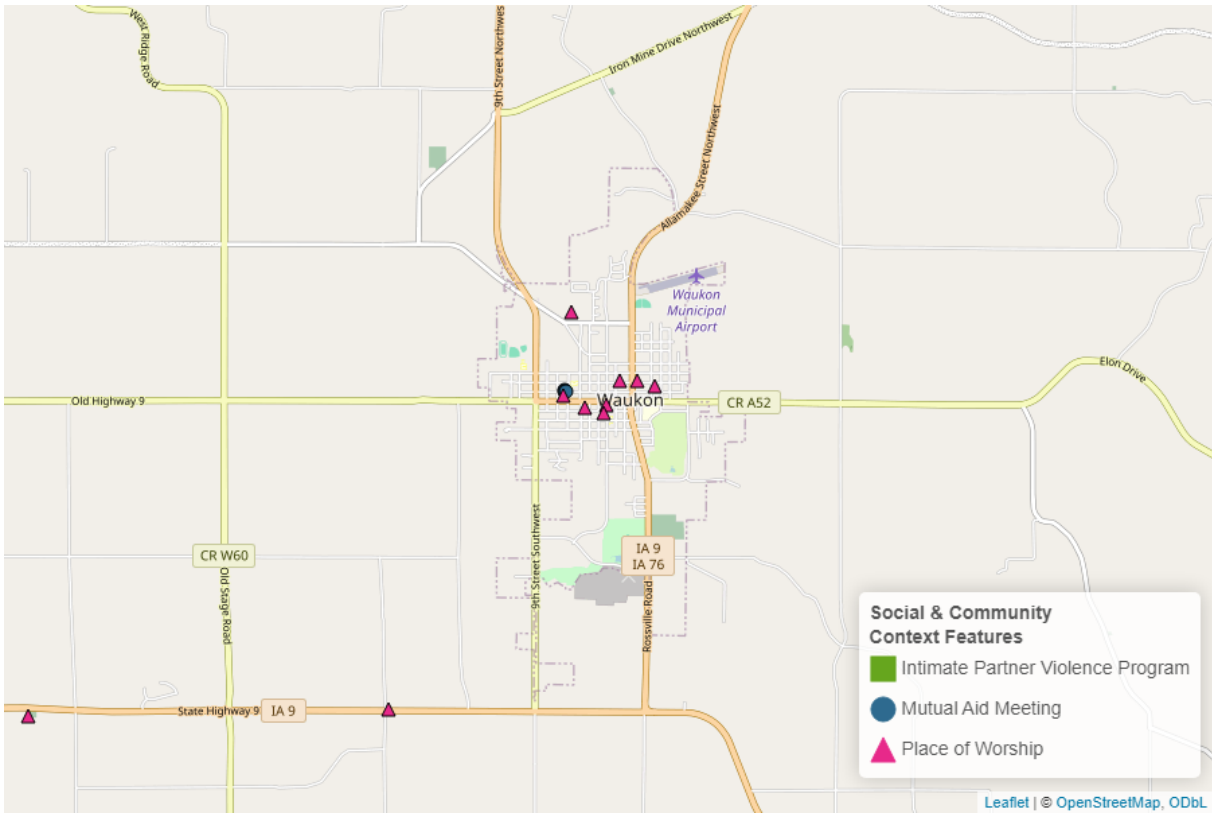 West Ridge Road
9th Street Northwest
Iron Mine Drive Northwest
Allamakee Street Northwest
Waukon
Municipal
Airport
Elon Drive
Old Highway 9
Waukon
CR A52
9th Street Southwest
CR W60
IA 9
IA 76
Old Stage Road
Rossville Road
State Highway 9
IA 9
Social & Community
Context Features
Intimate Partner Violence Program
Mutual Aid Meeting
Place of Worship
Leaflet | © OpenStreetMap, ODbL